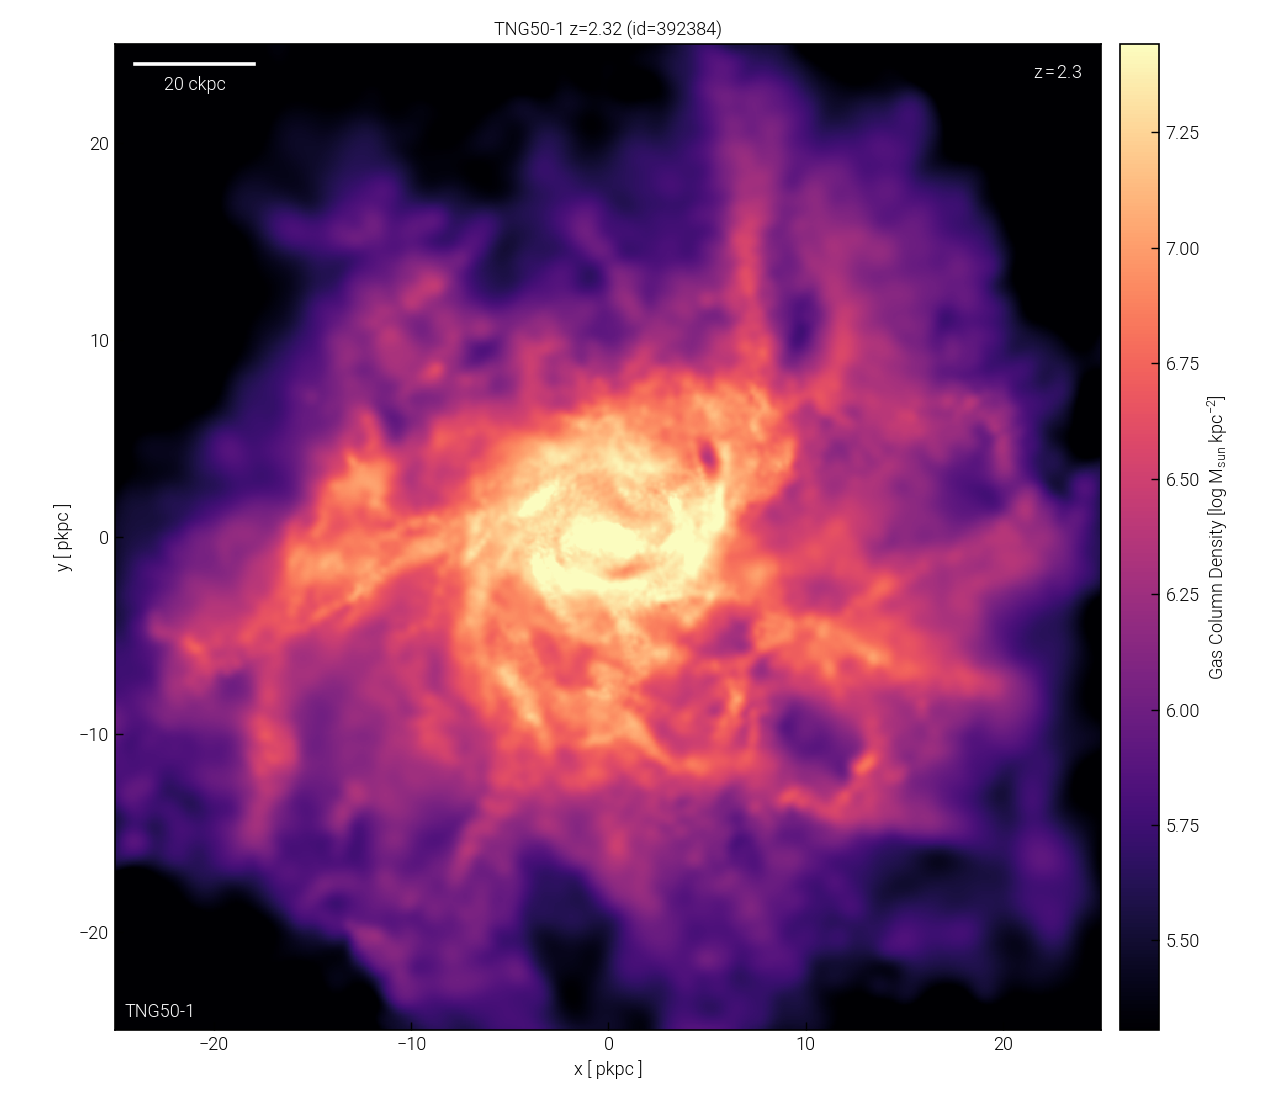 TNG50-1 z=2.32 (id=392384)
20 ckpc
z=2.3
TNG50-1
20
10
0
−10
−20
y [ pkpc ]
−20
−10
0
10
20
x [ pkpc ]
7.25
7.00
6.75
6.50
6.25
6.00
5.75
5.50
Gas Column Density [log M_sun kpc⁻²]